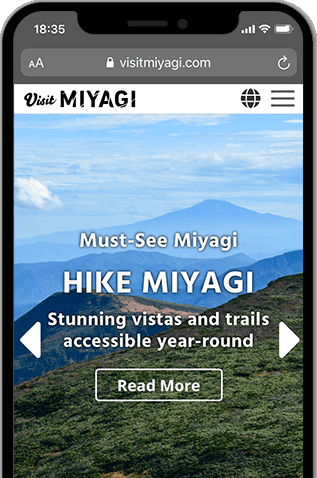 18:35
AA visitmiyagi.com
Visit MIYAGI
Must-See Miyagi
HIKE MIYAGI
Stunning vistas and trails
accessible year-round
Read More